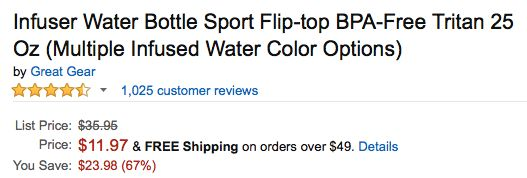 Infuser Water Bottle Sport Flip-top BPA-Free Tritan 25
Oz (Multiple Infused Water Color Options)
by Great Gear
1,025 customer reviews
List Price: $35.95
Price: $11.97 & FREE Shipping on orders over $49. Details
You Save: $23.98 (67%)